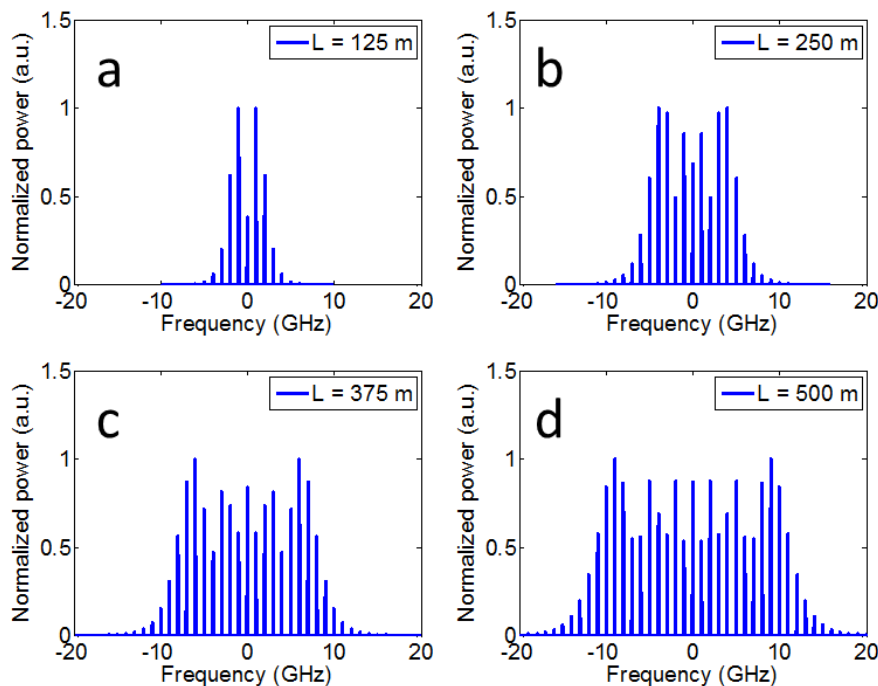 a
L = 125 m
Normalized power (a.u.)
1.5
1
0.5
0
-20
-10
0
10
20
Frequency (GHz)
b
L = 250 m
Normalized power (a.u.)
1.5
1
0.5
0
-20
-10
0
10
20
Frequency (GHz)
c
L = 375 m
Normalized power (a.u.)
1.5
1
0.5
0
-20
-10
0
10
20
Frequency (GHz)
d
L = 500 m
Normalized power (a.u.)
1.5
1
0.5
0
-20
-10
0
10
20
Frequency (GHz)